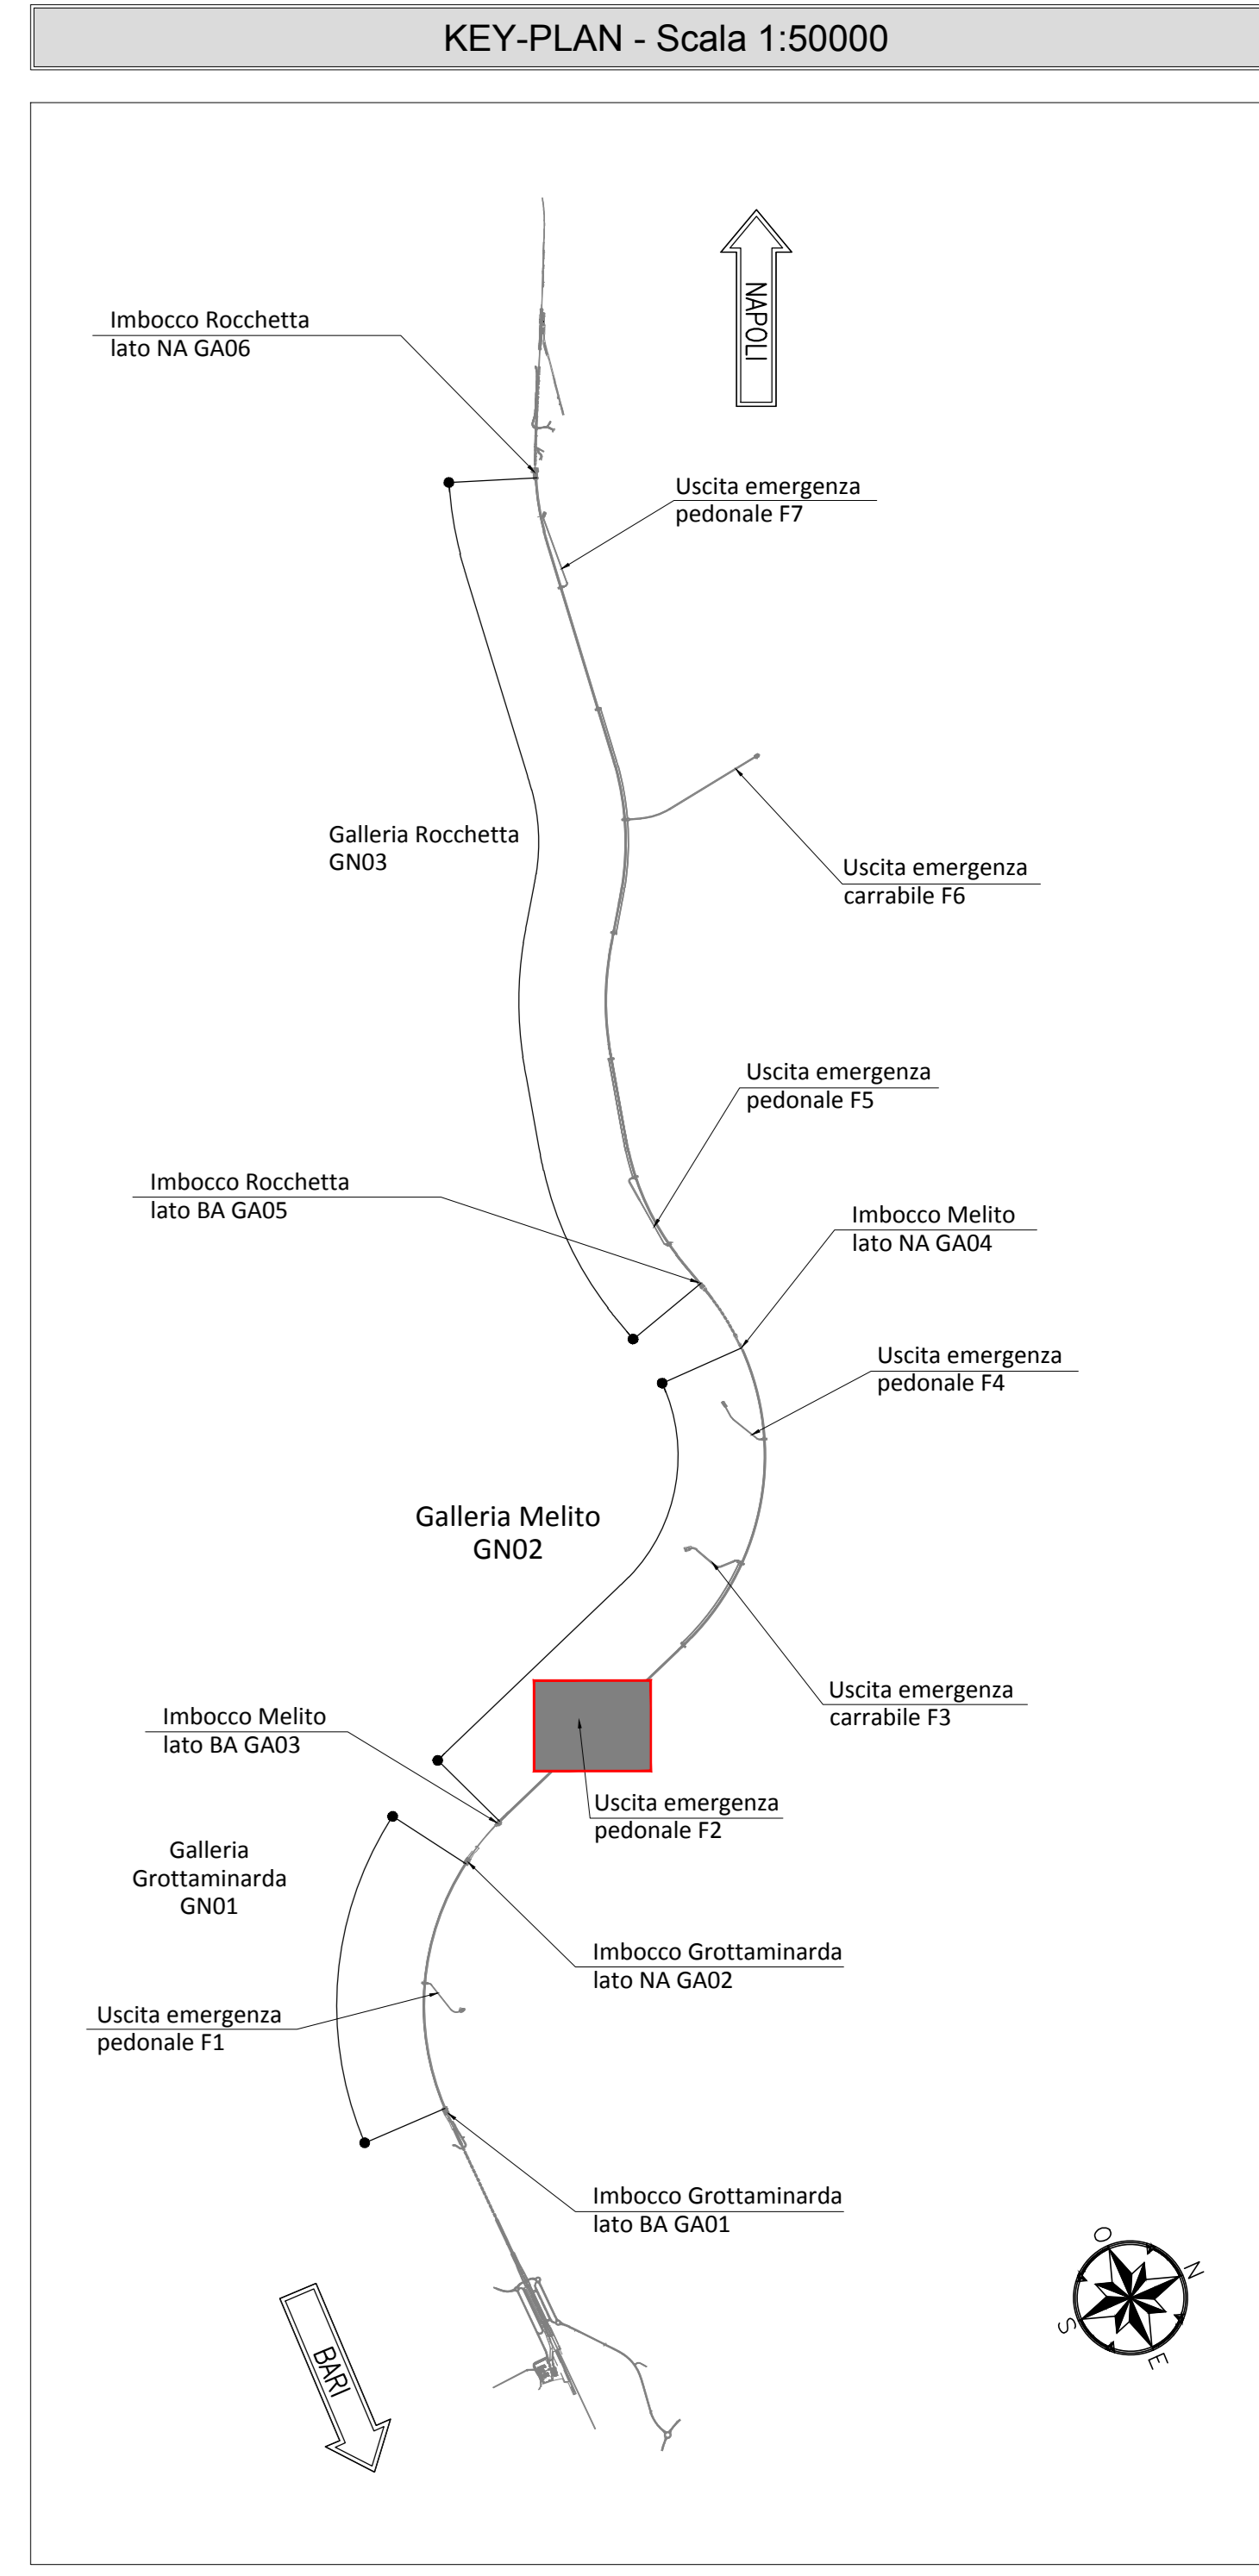 KEY-PLAN - Scala 1:50000
NAPOLI
Imbocco Rocchetta
lato NA GA06
Uscita emergenza
pedonale F7
Galleria Rocchetta
GN03
Uscita emergenza
carrabile F6
Uscita emergenza
pedonale F5
Imbocco Rocchetta
lato BA GA05
Imbocco Melito
lato NA GA04
Uscita emergenza
pedonale F4
Galleria Melito
GN02
Uscita emergenza
carrabile F3
Imbocco Melito
lato BA GA03
Uscita emergenza
pedonale F2
Galleria
Grottaminarda
GN01
Imbocco Grottaminarda
lato NA GA02
Uscita emergenza
pedonale F1
Imbocco Grottaminarda
lato BA GA01
BARI
O
N
S
E